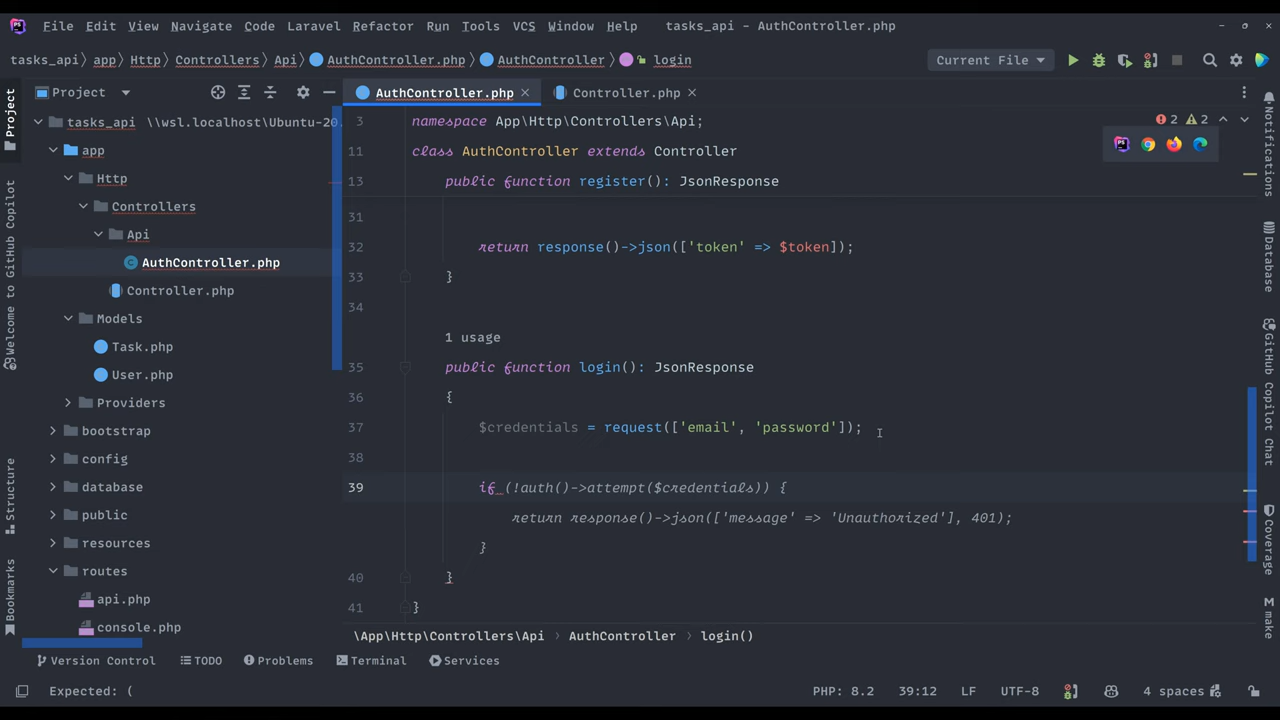 File Edit View Navigate Code Laravel Refactor Run Tools VCS Window Help tasks_api - AuthController.php
tasks_api app Http Controllers Api AuthController.php AuthController login Current File
Project
AuthController.php
Controller.php
tasks_api \\wsl.localhost\Ubuntu-20.
app
Http
Controllers
Api
AuthController.php
Controller.php
Models
Task.php
User.php
Providers
bootstrap
config
database
public
resources
routes
api.php
console.php
3 namespace App\Http\Controllers\Api;
11 class AuthController extends Controller
13 public function register(): JsonResponse
31
32 return response()->json(['token' => $token]);
33 }
34
1 usage
35 public function login(): JsonResponse
36 {
37 $credentials = request(['email', 'password']);
38
39 if (!auth()->attempt($credentials)) {
return response()->json(['message' => 'Unauthorized'], 401);
}
40 }
41 }
2 2
\App\Http\Controllers\Api AuthController login()
Project
Welcome to GitHub Copilot
Structure
Bookmarks
Notifications
Database
GitHub Copilot Chat
Coverage
make
Version Control TODO Problems Terminal Services
Expected: ( PHP: 8.2 39:12 LF UTF-8 4 spaces